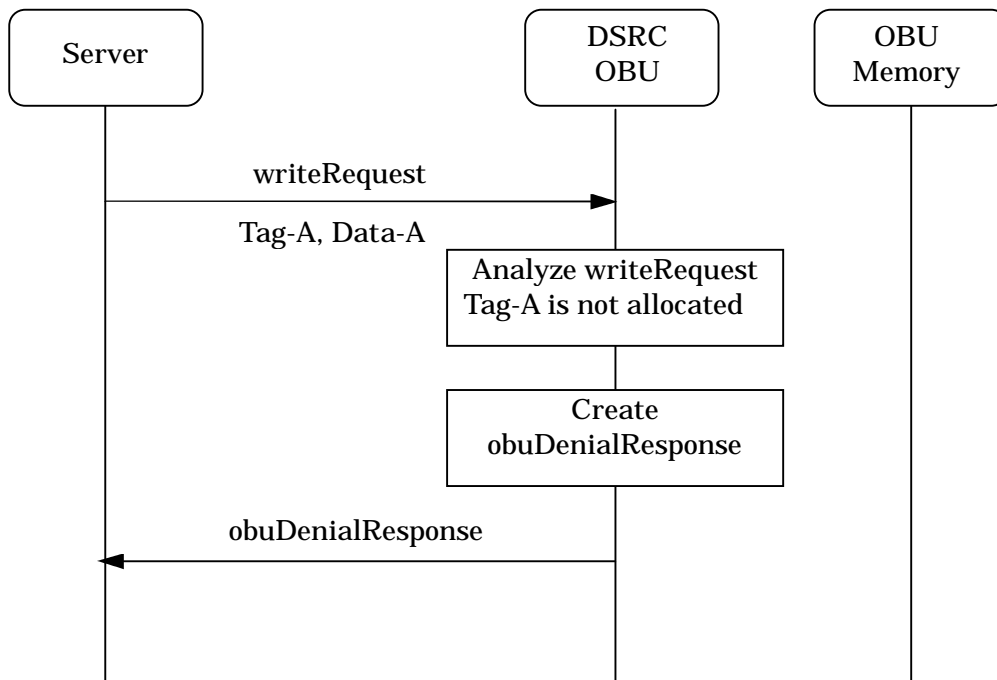 Server
DSRC
OBU
OBU
Memory
writeRequest
Tag-A, Data-A
Analyze writeRequest
Tag-A is not allocated
Create
obuDenialResponse
obuDenialResponse